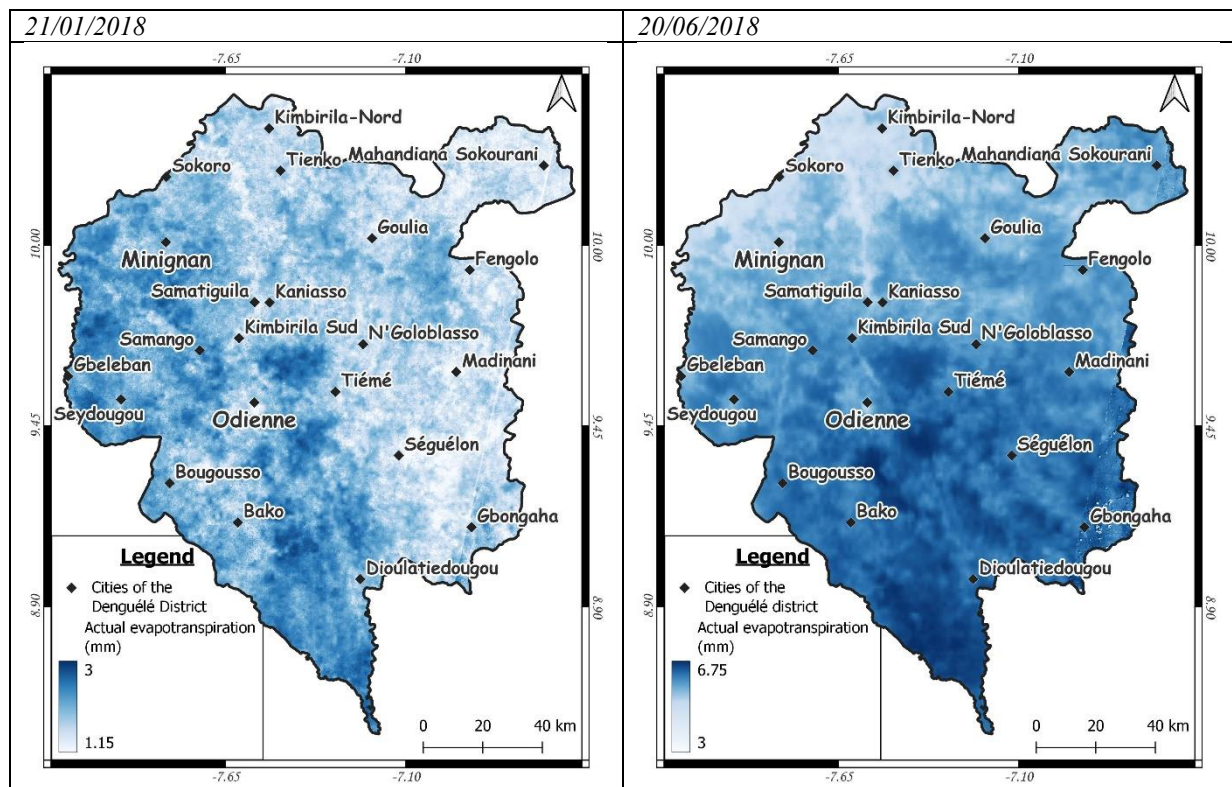 21/01/2018
-7.65
-7.10
Kimbirila-Nord
Tienko
Mahandiana Sokourani
Sokoro
Goulia
10.00
10.00
Minignan
Fengolo
Samatiguila
Kaniasso
Kimbirila Sud
N'Goloblasso
Samango
Gbeleban
Madinani
Tiémé
Seydougou
Odienne
9.45
9.45
Séguélon
Bougousso
Bako
Gbongaha
Legend
Dioulatiedougou
Cities of the
Denguélé District
8.90
8.90
Actual evapotranspiration
(mm)
3
1.15
0 20 40 km
-7.65
-7.10
20/06/2018
-7.65
-7.10
Kimbirila-Nord
Tienko
Mahandiana Sokourani
Sokoro
Goulia
10.00
10.00
Minignan
Fengolo
Samatiguila
Kaniasso
Kimbirila Sud
N'Goloblasso
Samango
Gbeleban
Madinani
Tiémé
Seydougou
Odienne
9.45
9.45
Séguélon
Bougousso
Bako
Gbongaha
Legend
Dioulatiedougou
Cities of the
Denguélé district
8.90
8.90
Actual evapotranspiration
(mm)
6.75
3
0 20 40 km
-7.65
-7.10